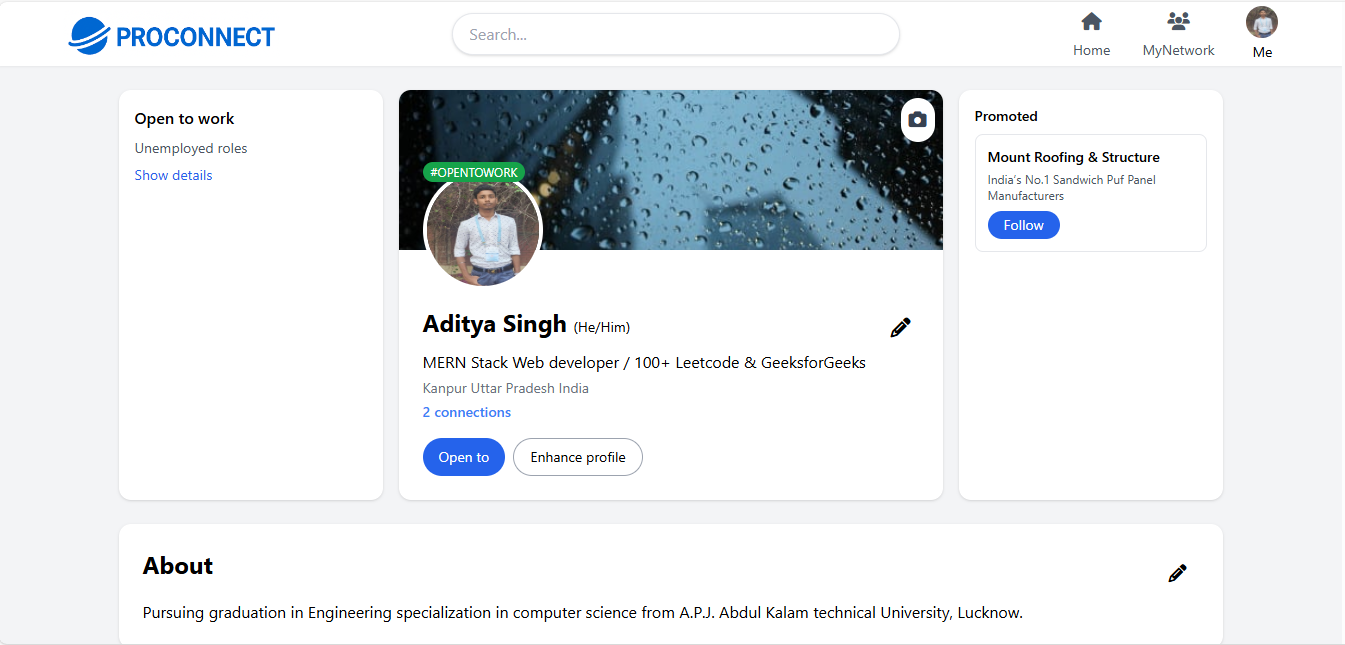 PROCONNECT
Search...
Home
MyNetwork
Me
Open to work
Unemployed roles
Show details
#OPENTOWORK
Aditya Singh (He/Him)
MERN Stack Web developer / 100+ Leetcode & GeeksforGeeks
Kanpur Uttar Pradesh India
2 connections
Open to
Enhance profile
Promoted
Mount Roofing & Structure
India's No.1 Sandwich Puf Panel
Manufacturers
Follow
About
Pursuing graduation in Engineering specialization in computer science from A.P.J. Abdul Kalam technical University, Lucknow.